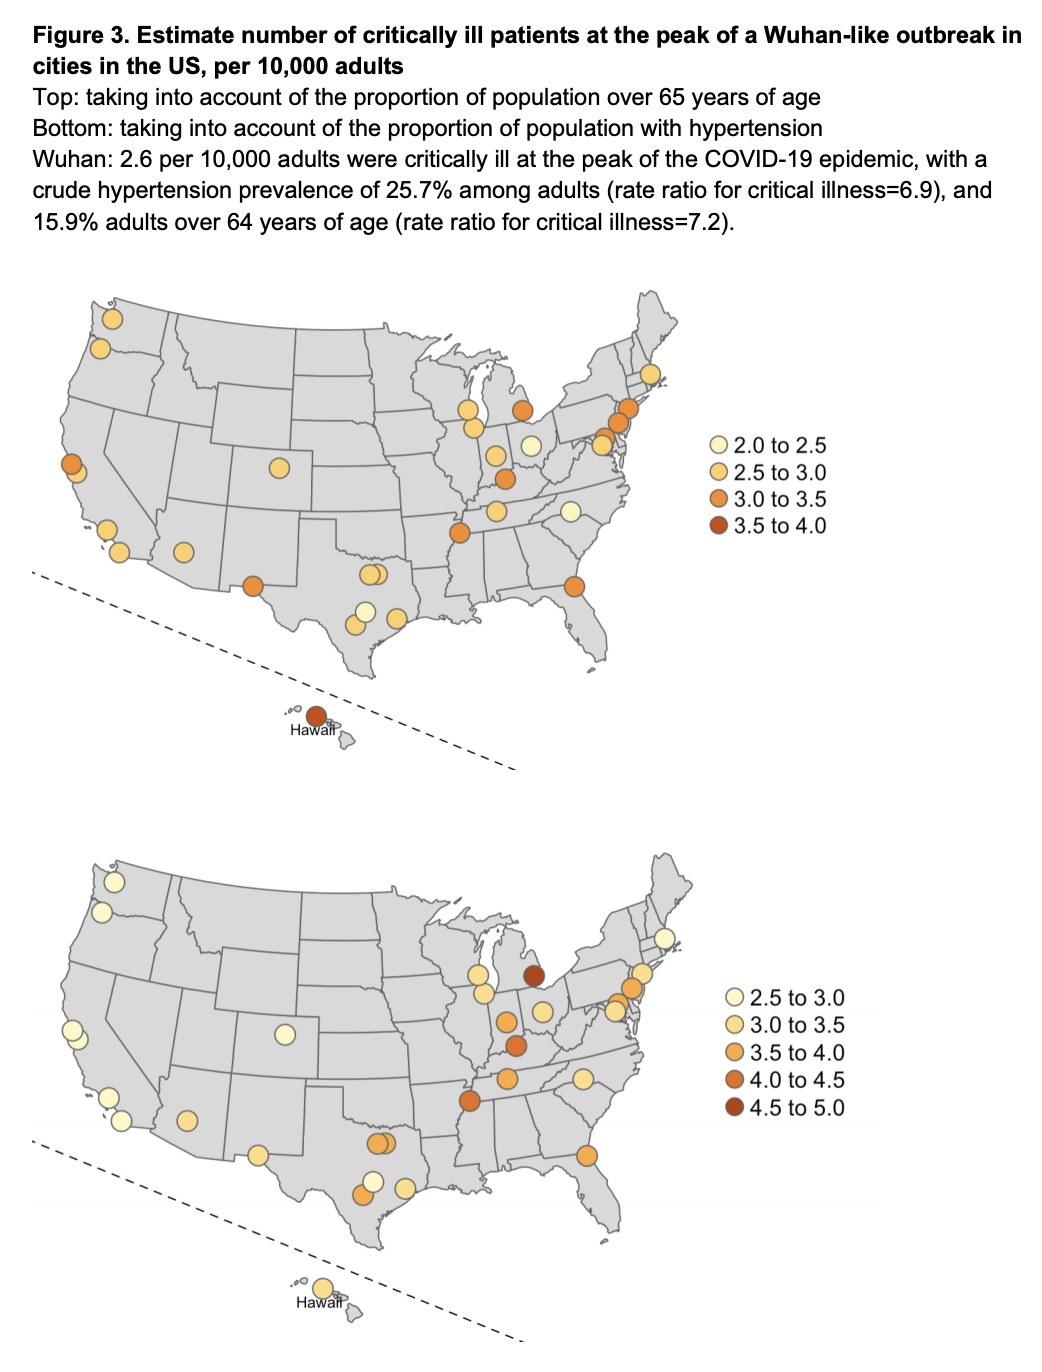 Figure 3. Estimate number of critically ill patients at the peak of a Wuhan-like outbreak in
cities in the US, per 10,000 adults
Top: taking into account of the proportion of population over 65 years of age
Bottom: taking into account of the proportion of population with hypertension
Wuhan: 2.6 per 10,000 adults were critically ill at the peak of the COVID-19 epidemic, with a
crude hypertension prevalence of 25.7% among adults (rate ratio for critical illness=6.9), and
15.9% adults over 64 years of age (rate ratio for critical illness=7.2).
2.0 to 2.5
2.5 to 3.0
3.0 to 3.5
3.5 to 4.0
Hawaii
2.5 to 3.0
3.0 to 3.5
3.5 to 4.0
4.0 to 4.5
4.5 to 5.0
Hawaii